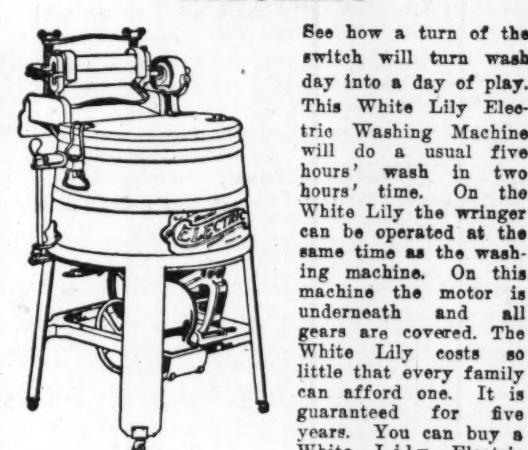 ELECTRIC
See how a turn of the
switch will turn wash
day into a day of play.
This White Lily Elec-
tric Washing Machine
will do a usual five
hours' wash in two
hours' time. On the
White Lily the wringer
can be operated at the
same time as the wash-
ing machine. On this
machine the motor is
underneath and all
gears are covered. The
White Lily costs so
little that every family
can afford one. It is
guaranteed for five
years. You can buy a
White Lily Electric